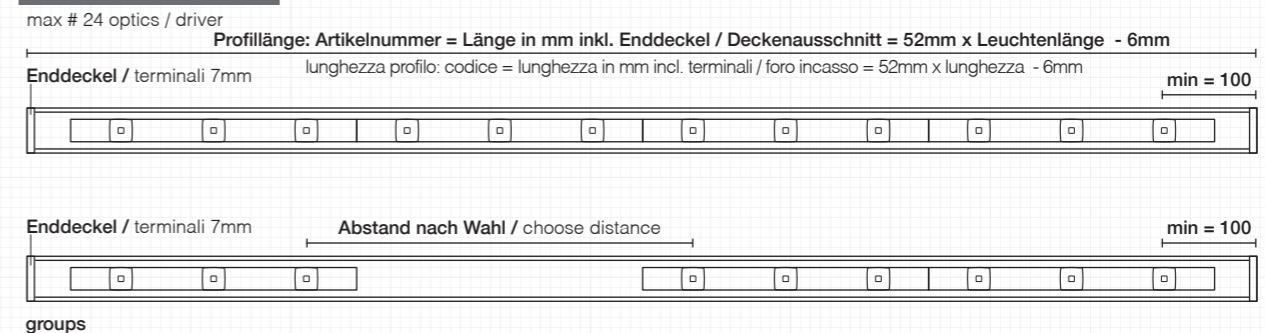 max # 24 optics / driver
Profillänge: Artikelnummer = Länge in mm inkl. Enddeckel / Deckenausschnitt = 52mm x Leuchtenlänge - 6mm
Enddeckel / terminali 7mm
lunghezza profilo: codice = lunghezza in mm incl. terminali / foro incasso = 52mm x lunghezza - 6mm
min = 100
Enddeckel / terminali 7mm
Abstand nach Wahl / choose distance
min = 100
groups